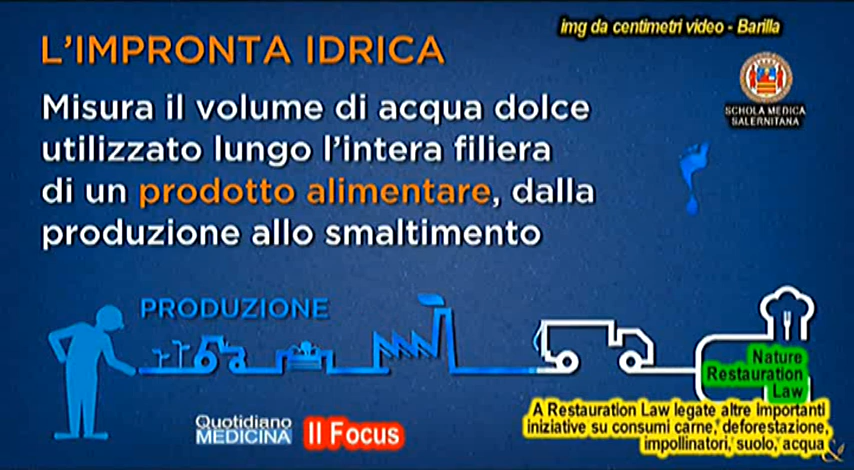 img da centimetri video - Barilla
L'IMPRONTA IDRICA
SCHOLA MEDICA
SALERNITANA
Misura il volume di acqua dolce
utilizzato lungo l'intera filiera
di un prodotto alimentare, dalla
produzione allo smaltimento
PRODUZIONE
Nature
Restauration
Law
A Restauration Law legate altre importanti
iniziative su consumi carne, deforestazione,
impollinatori, suolo, acqua
Quotidiano
MEDICINA
Il Focus